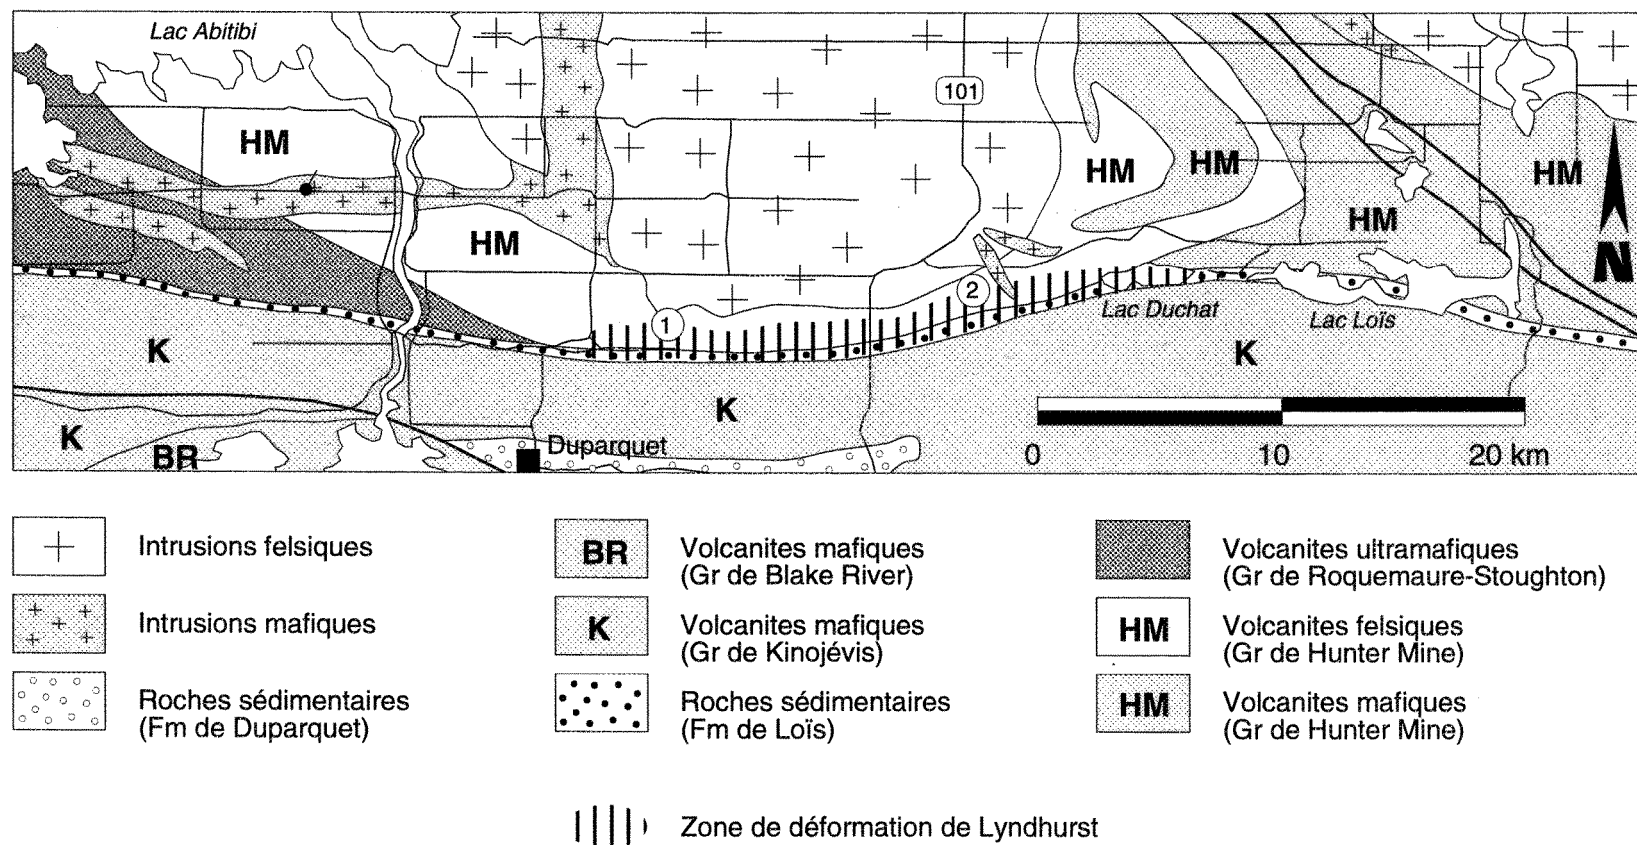 Lac Abitibi
101
HM
HM
HM
HM
HM
HM
N
2
1
Lac Duchat
Lac Loïs
K
K
K
K
BR
Duparquet
0 10 20 km
Intrusions felsiques
Intrusions mafiques
Roches sédimentaires
(Fm de Duparquet)
BR
Volcanites mafiques
(Gr de Blake River)
K
Volcanites mafiques
(Gr de Kinojévis)
Roches sédimentaires
(Fm de Loïs)
Volcanites ultramafiques
(Gr de Roquemaure-Stoughton)
HM
Volcanites felsiques
(Gr de Hunter Mine)
HM
Volcanites mafiques
(Gr de Hunter Mine)
Zone de déformation de Lyndhurst